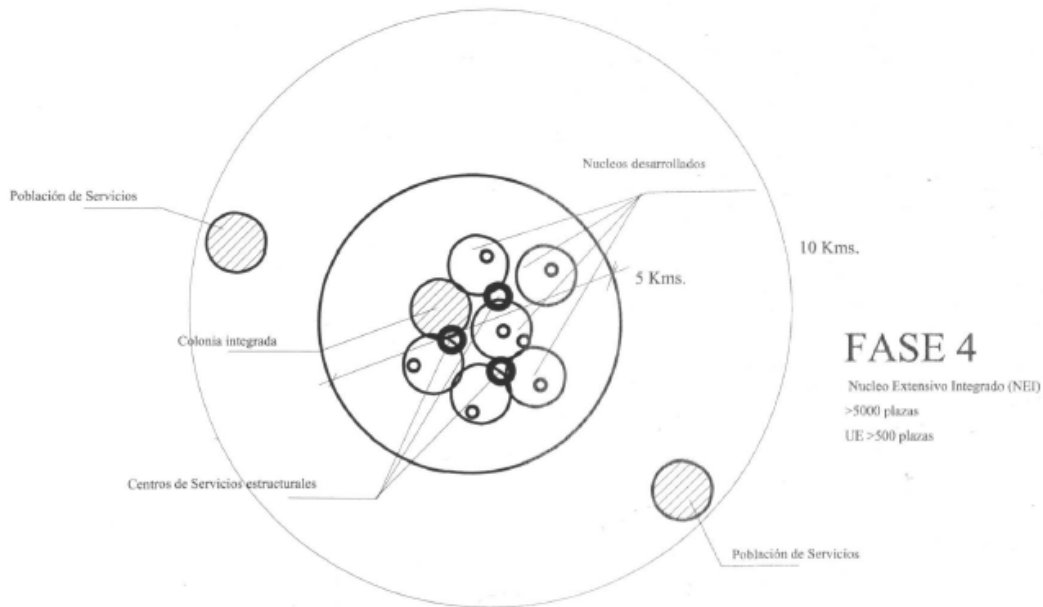 Nucleos desarrollados
Población de Servicios
10 Kms.
5 Kms.
Colonia integrada
FASE 4
Nucleo Extensivo Integrado (NEI)
>5000 plazas
UE >500 plazas
Centros de Servicios estructurales
Población de Servicios